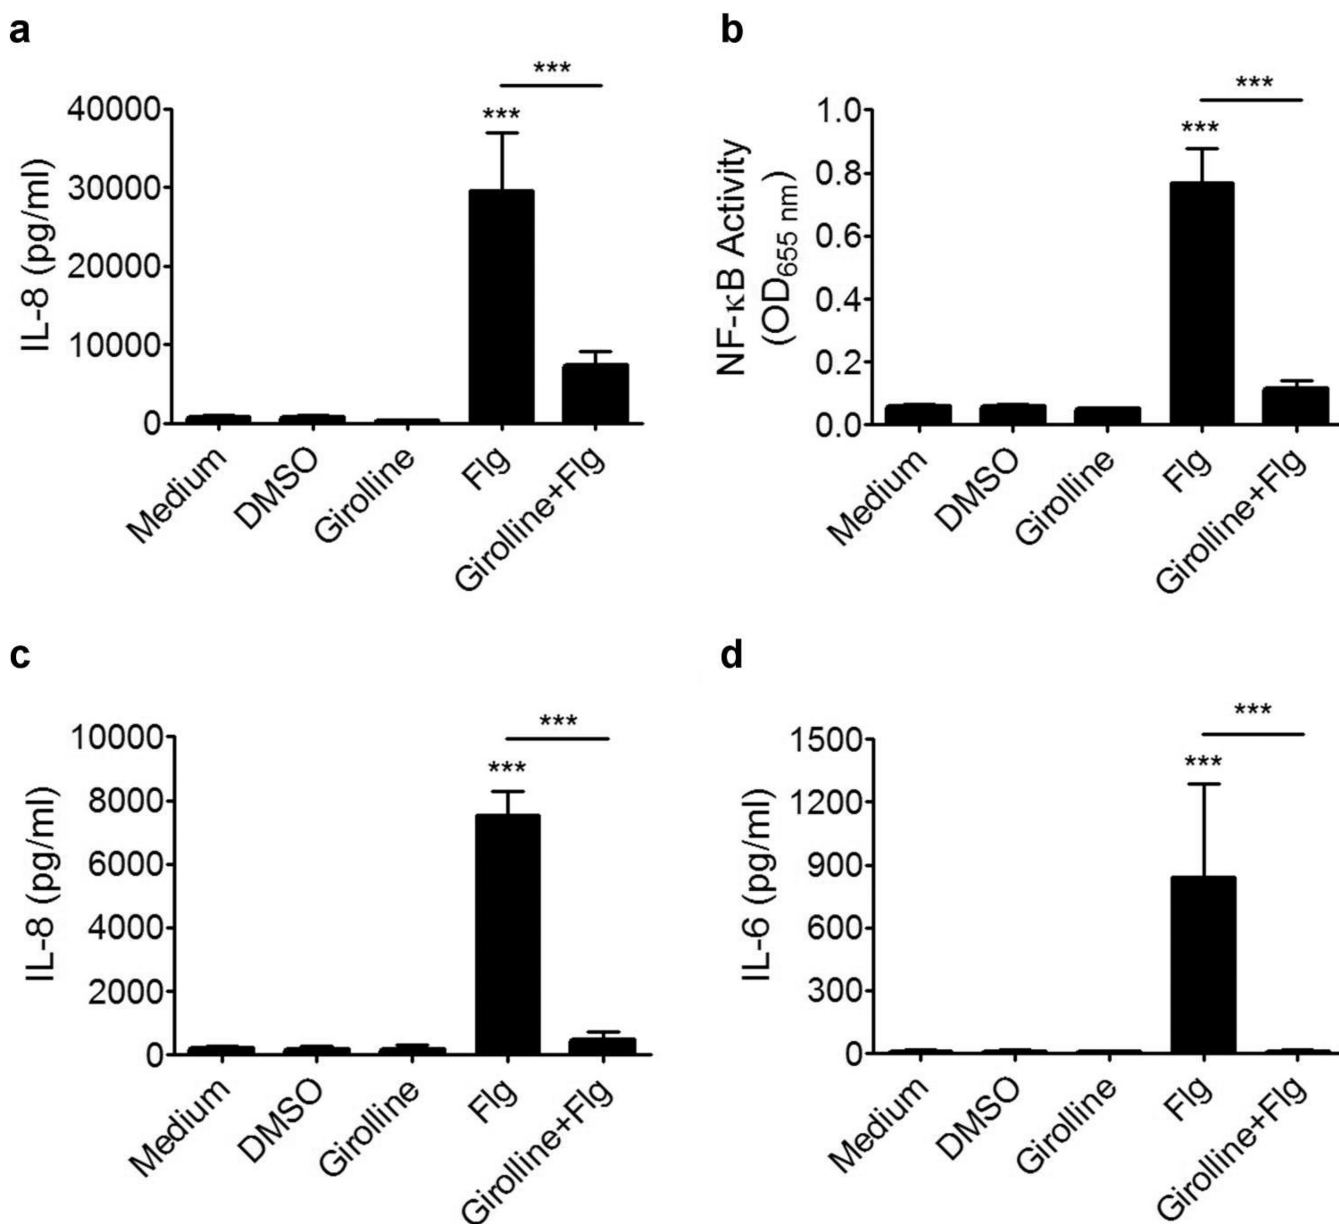 a
***
***
40000
30000
20000
10000
0
IL-8 (pg/ml)
Medium
DMSO
Girolline
Flg
Girolline+Flg
b
***
***
1.0
0.8
0.6
0.4
0.2
0.0
NF-κB Activity
(OD655 nm)
Medium
DMSO
Girolline
Flg
Girolline+Flg
c
***
***
10000
8000
6000
4000
2000
0
IL-8 (pg/ml)
Medium
DMSO
Girolline
Flg
Girolline+Flg
d
***
***
1500
1200
900
600
300
0
IL-6 (pg/ml)
Medium
DMSO
Girolline
Flg
Girolline+Flg